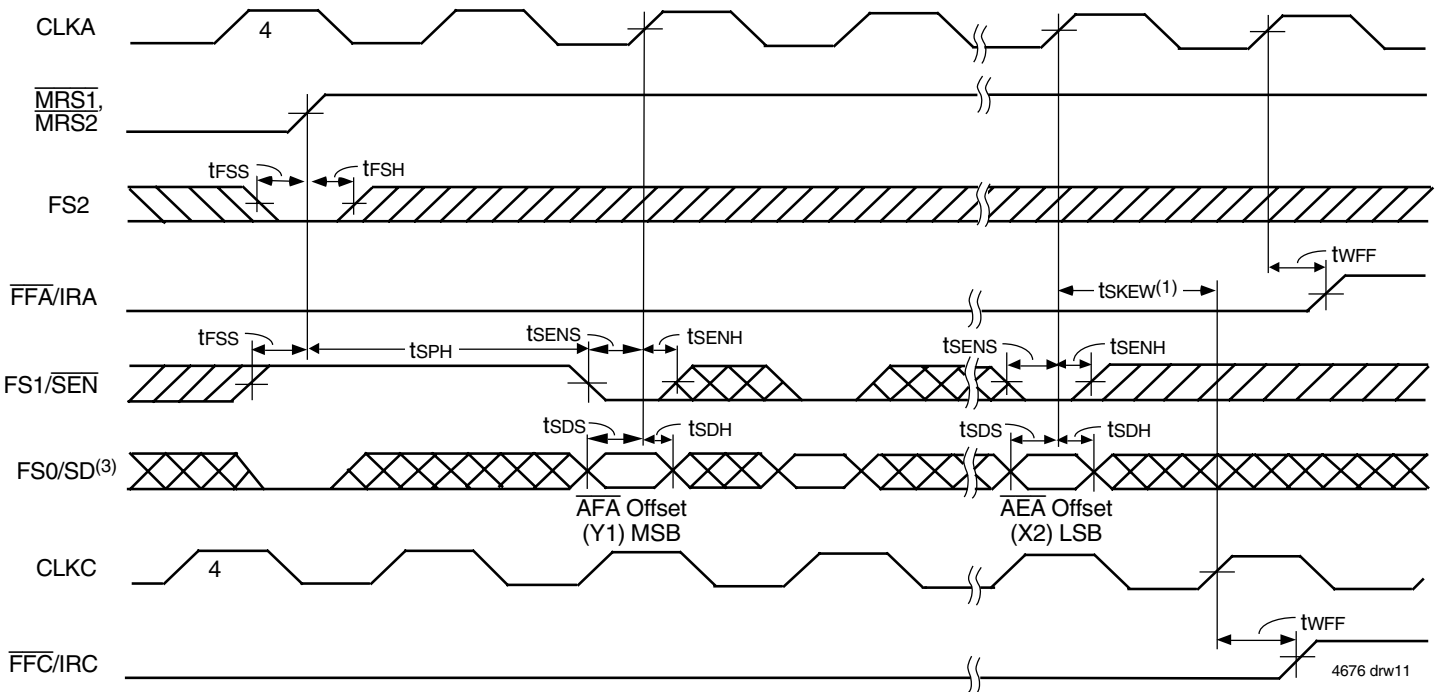 CLKA
4
MRS1,
MRS2
tFSS
tFSH
FS2
tWFF
FFA/IRA
tSKEW(1)
tFSS
tSPH
tSENS
tSENH
tSENS
tSENH
FS1/SEN
tSDS
tSDH
tSDS
tSDH
FS0/SD(3)
AFA Offset
(Y1) MSB
AEA Offset
(X2) LSB
CLKC
4
tWFF
FFC/IRC
4676 drw11